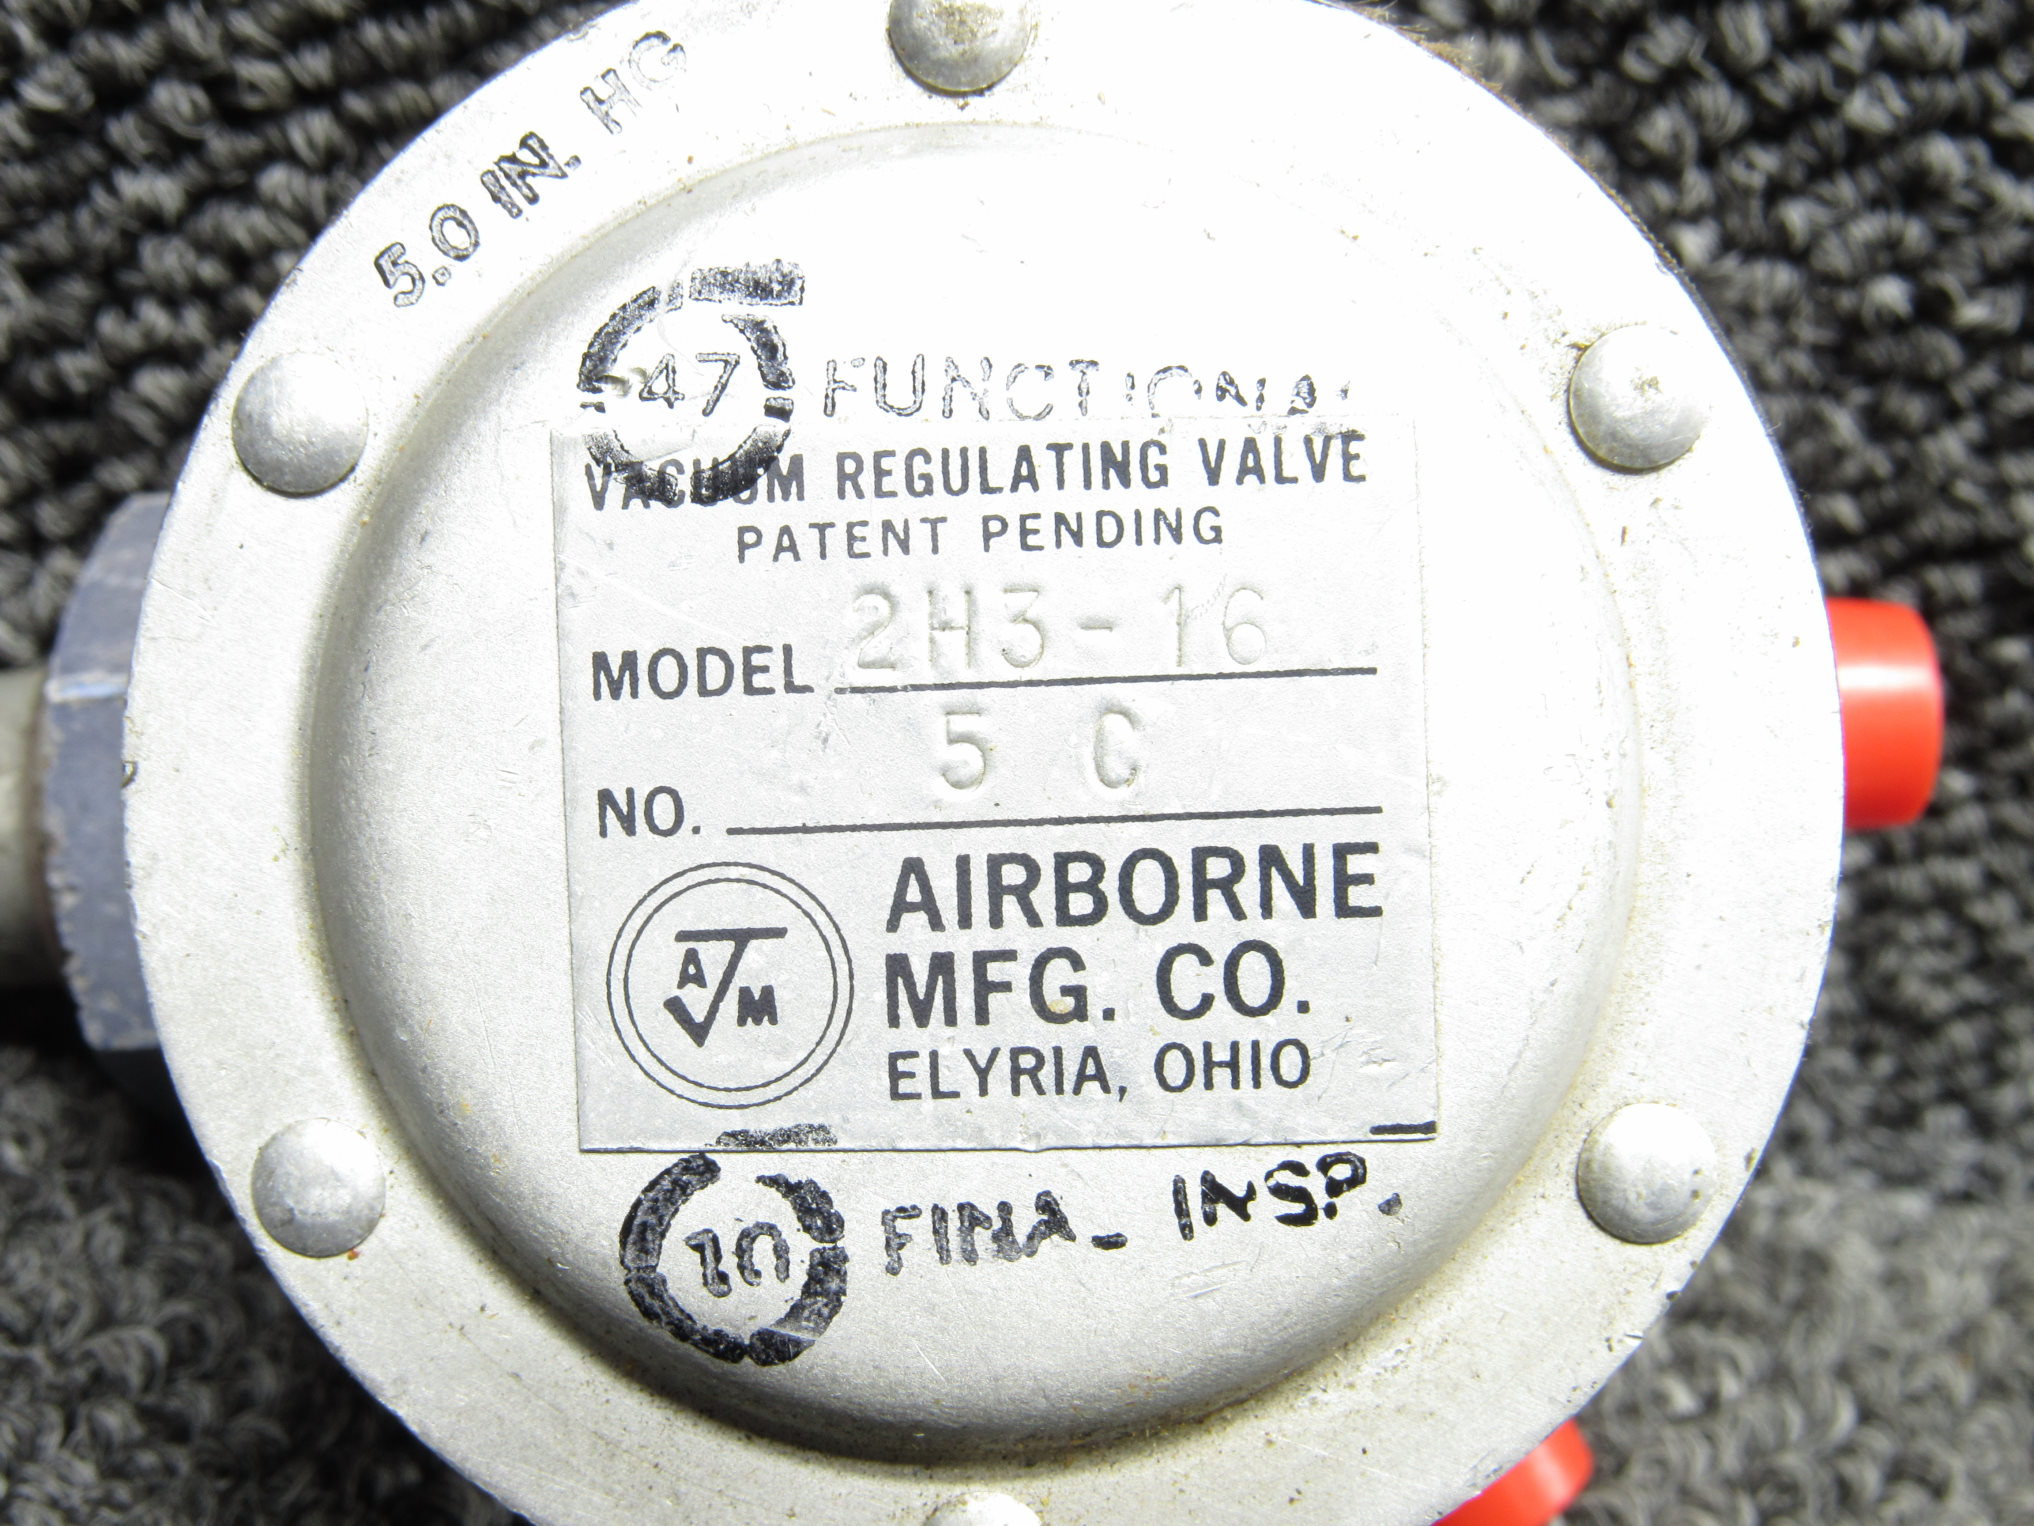 5.0 IN. HG
47 FUNCTIONAL
VACUUM REGULATING VALVE
PATENT PENDING
MODEL 2H3-16
NO. 5 C
A M
AIRBORNE
MFG. CO.
ELYRIA, OHIO
10 FINAL INSP.